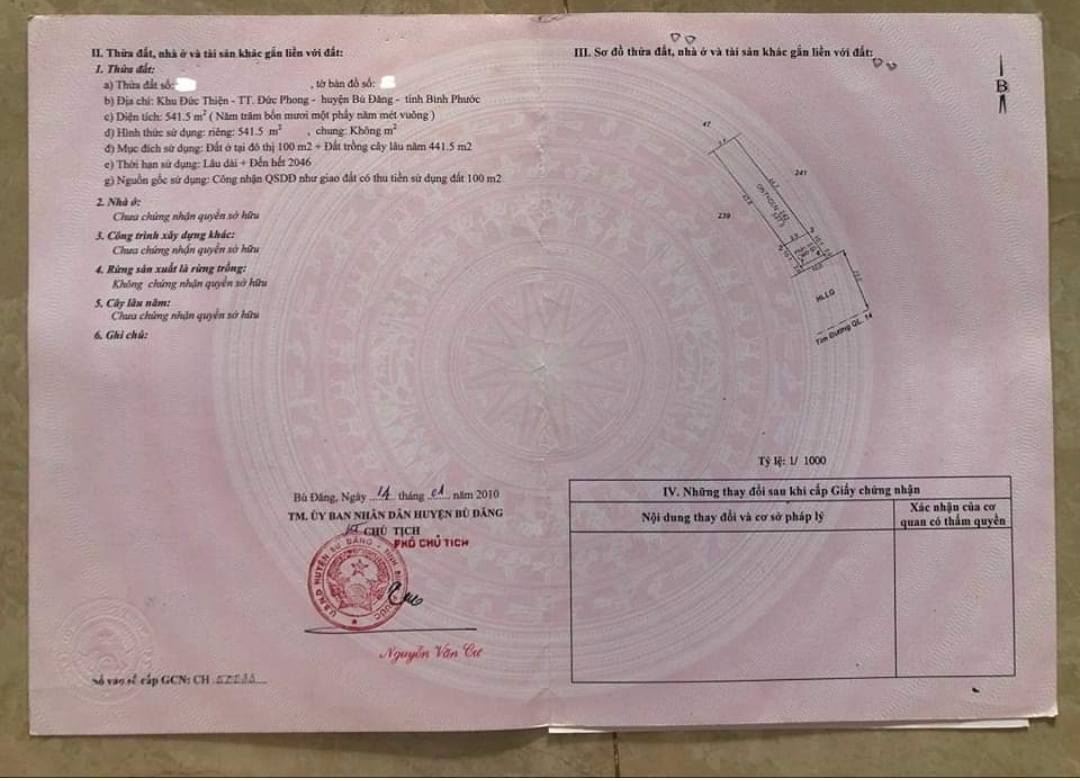 II. Thửa đất, nhà ở và tài sản khác gắn liền với đất:
1. Thửa đất:
a) Thửa đất số: , tờ bản đồ số:
b) Địa chỉ: Khu Đức Thiện - TT. Đức Phong - huyện Bù Đăng - tỉnh Bình Phước
c) Diện tích: 541.5 m² ( Năm trăm bốn mươi một phẩy năm mét vuông )
d) Hình thức sử dụng: riêng: 541.5 m² , chung: Không m²
đ) Mục đích sử dụng: Đất ở tại đô thị 100 m2 + Đất trồng cây lâu năm 441.5 m2
e) Thời hạn sử dụng: Lâu dài + Đến hết 2046
g) Nguồn gốc sử dụng: Công nhận QSDĐ như giao đất có thu tiền sử dụng đất 100 m2
2. Nhà ở:
Chưa chứng nhận quyền sở hữu
3. Công trình xây dựng khác:
Chưa chứng nhận quyền sở hữu
4. Rừng sản xuất là rừng trồng:
Không chứng nhận quyền sở hữu
5. Cây lâu năm:
Chưa chứng nhận quyền sở hữu
6. Ghi chú:
Bù Đăng, Ngày 14 tháng 01 năm 2010
TM. ỦY BAN NHÂN DÂN HUYỆN BÙ ĐĂNG
KT CHỦ TỊCH
PHÓ CHỦ TỊCH
Nguyễn Văn Cư
Số vào sổ cấp GCN: CH
III. Sơ đồ thửa đất, nhà ở và tài sản khác gắn liền với đất:
B
47
241
239
HLLG
Tim Đường QL 14
Tỷ lệ: 1/ 1000
IV. Những thay đổi sau khi cấp Giấy chứng nhận
Nội dung thay đổi và cơ sở pháp lý
Xác nhận của cơ
quan có thẩm quyền